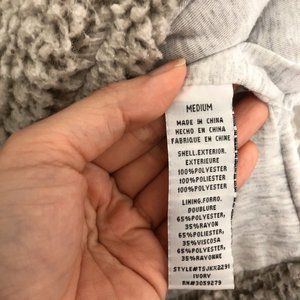 MEDIUM
MADE IN CHINA
HECHO EN CHINA
FABRIQUE EN CHINE
SHELL.EXTERIOR.
EXTERIEURE
100%POLYESTER
100%POLIESTER
100%POLYESTER
LINING.FORRO.
DOUBLURE
65%POLYESTER,
35%RAYON
65%POLIESTER,
35%VISCOSA
65%POLYESTER,
35%RAYONNE
STYLE#TSJKX2291
IVORY
RN#3059279